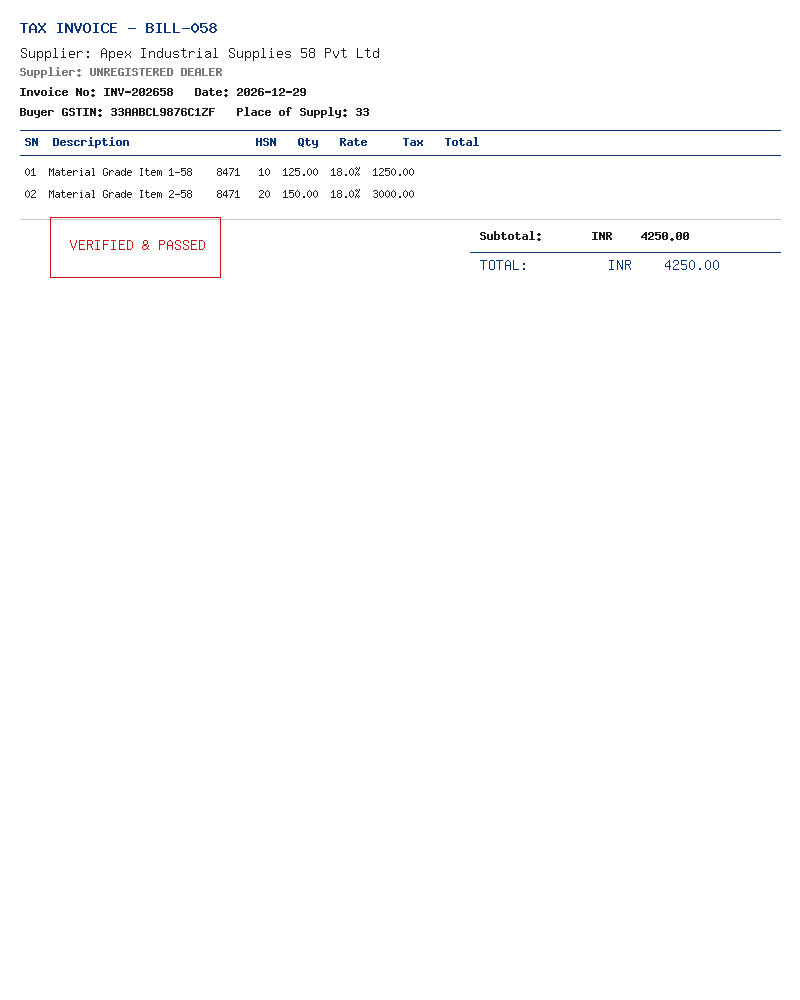 TAX INVOICE - BILL-058
Supplier: Apex Industrial Supplies 58 Pvt Ltd
Supplier: UNREGISTERED DEALER
Invoice No: INV-202658 Date: 2026-12-29
Buyer GSTIN: 33AABCL9876C1ZF Place of Supply: 33
SN Description HSN Qty Rate Tax Total
01 Material Grade Item 1-58 8471 10 125.00 18.0% 1250.00
02 Material Grade Item 2-58 8471 20 150.00 18.0% 3000.00
Subtotal: INR 4250.00
VERIFIED & PASSED
TOTAL: INR 4250.00